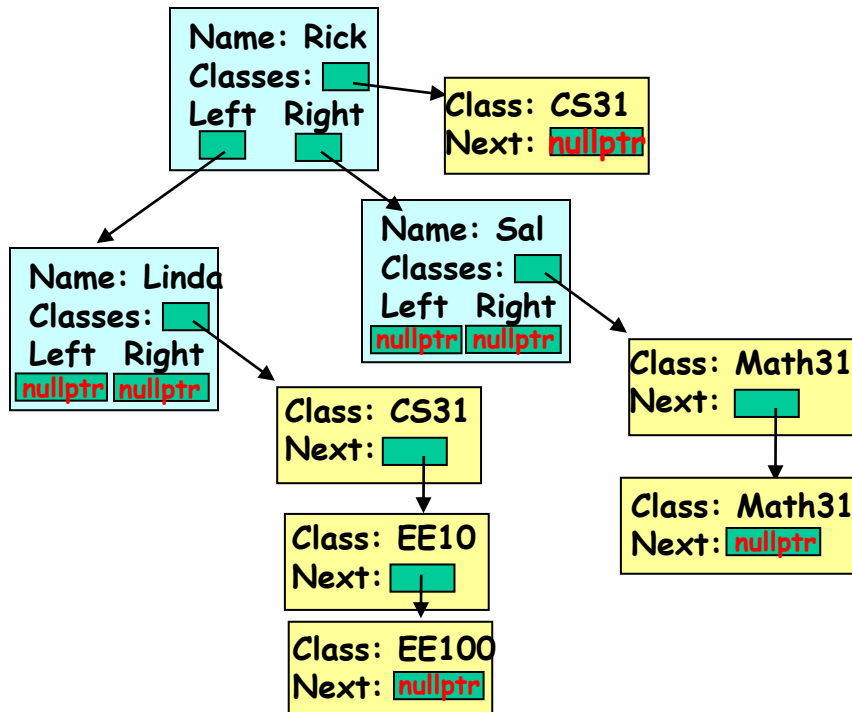 Name: Rick
Classes:
Left Right
Class: CS31
Next: nullptr
Name: Sal
Classes:
Left Right
nullptr nullptr
Name: Linda
Classes:
Left Right
nullptr nullptr
Class: Math31
Next:
Class: Math31
Next: nullptr
Class: CS31
Next:
Class: EE10
Next:
Class: EE100
Next: nullptr